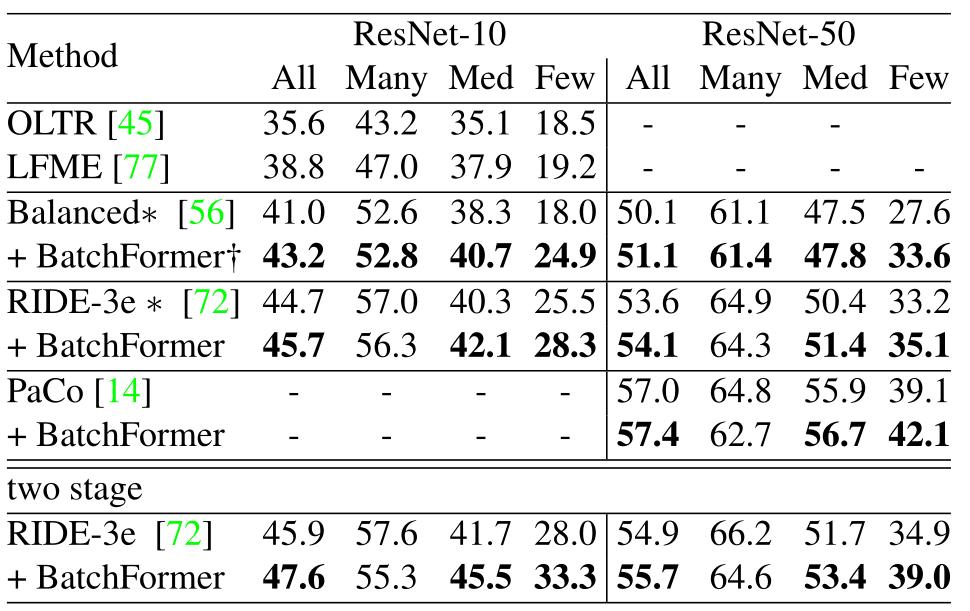 Method ResNet-10 ResNet-50
All Many Med Few All Many Med Few
OLTR [45] 35.6 43.2 35.1 18.5 - - -
LFME [77] 38.8 47.0 37.9 19.2 - - - -
Balanced∗ [56] 41.0 52.6 38.3 18.0 50.1 61.1 47.5 27.6
+ BatchFormer† 43.2 52.8 40.7 24.9 51.1 61.4 47.8 33.6
RIDE-3e ∗ [72] 44.7 57.0 40.3 25.5 53.6 64.9 50.4 33.2
+ BatchFormer 45.7 56.3 42.1 28.3 54.1 64.3 51.4 35.1
PaCo [14] - - - - 57.0 64.8 55.9 39.1
+ BatchFormer - - - - 57.4 62.7 56.7 42.1
two stage
RIDE-3e [72] 45.9 57.6 41.7 28.0 54.9 66.2 51.7 34.9
+ BatchFormer 47.6 55.3 45.5 33.3 55.7 64.6 53.4 39.0